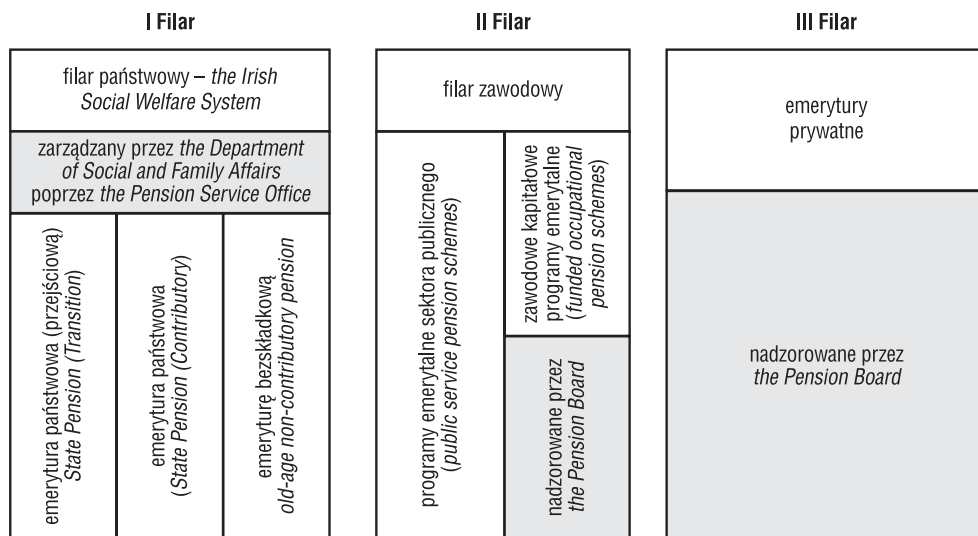 I Filar
filar państwowy – the Irish
Social Welfare System
zarządzany przez the Department
of Social and Family Affairs
poprzez the Pension Service Office
emerytura państwowa (przejściową)
State Pension (Transition)
emerytura państwowa
(State Pension (Contributory)
emeryturę bezskładkową
old-age non-contributory pension
II Filar
filar zawodowy
programy emerytalne sektora publicznego
(public service pension schemes)
zawodowe kapitałowe
programy emerytalne
(funded occupational
pension schemes)
nadzorowane przez
the Pension Board
III Filar
emerytury
prywatne
nadzorowane przez
the Pension Board